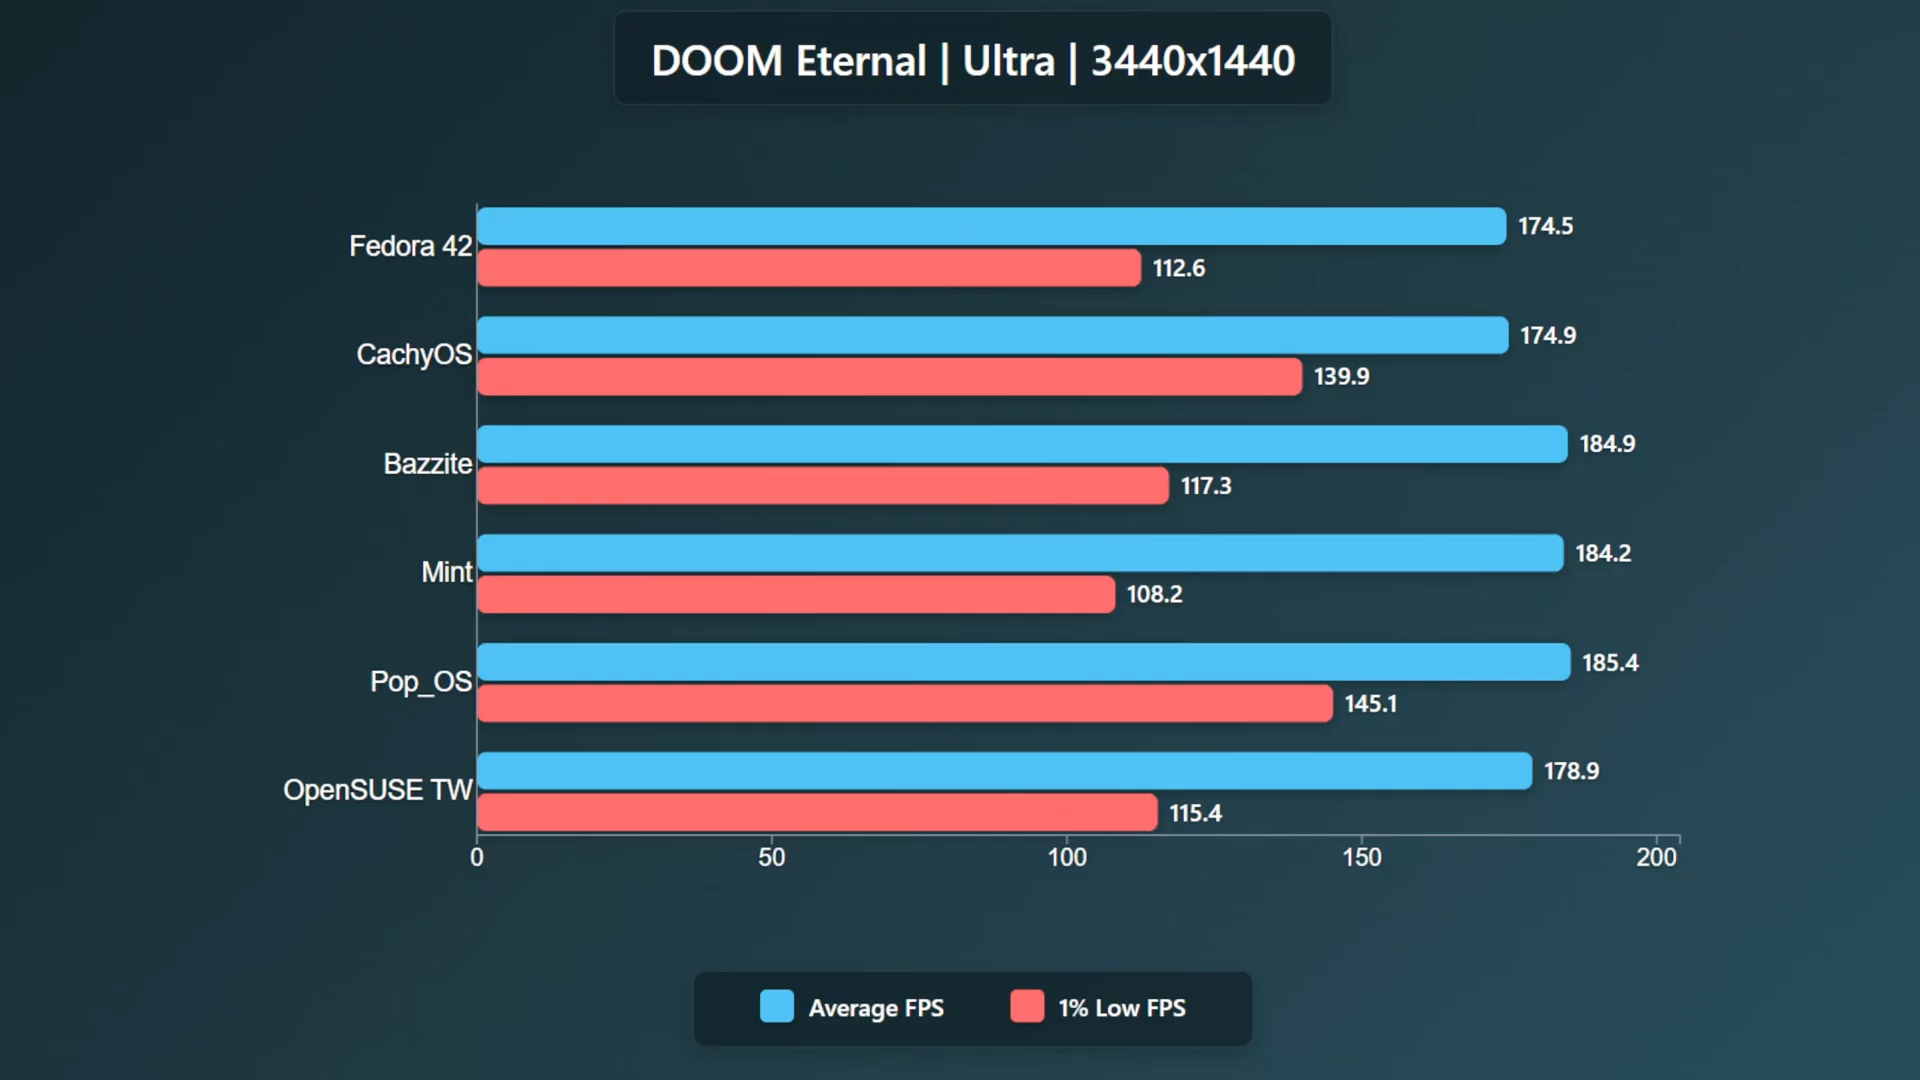 DOOM Eternal | Ultra | 3440x1440
Fedora 42
174.5
112.6
CachyOS
174.9
139.9
Bazzite
184.9
117.3
Mint
184.2
108.2
Pop_OS
185.4
145.1
OpenSUSE TW
178.9
115.4
0 50 100 150 200
Average FPS 1% Low FPS